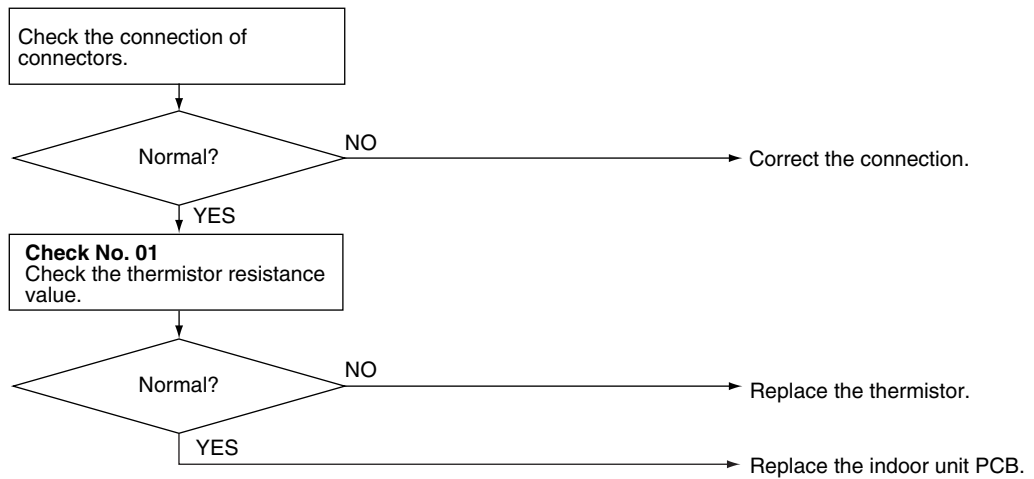 Check the connection of
connectors.
Normal?
NO
Correct the connection.
YES
Check No. 01
Check the thermistor resistance
value.
Normal?
NO
Replace the thermistor.
YES
Replace the indoor unit PCB.